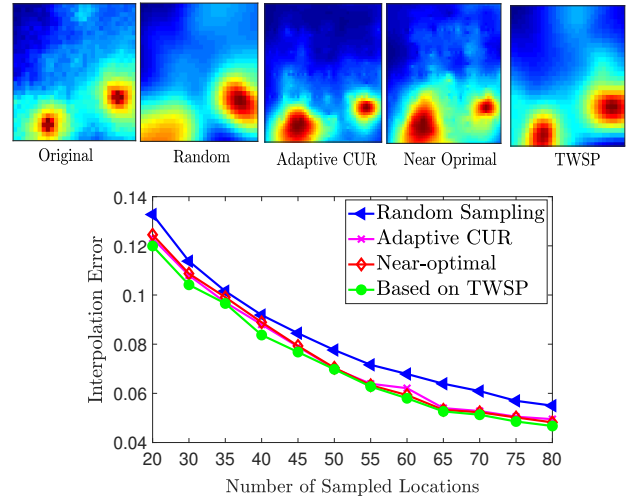 Original
Random
Adaptive CUR
Near Oprimal
TWSP
0.14
0.12
0.1
0.08
0.06
0.04
Interpolation Error
Random Sampling
Adaptive CUR
Near-optimal
Based on TWSP
20 30 35 40 45 50 55 60 65 70 75 80
Number of Sampled Locations